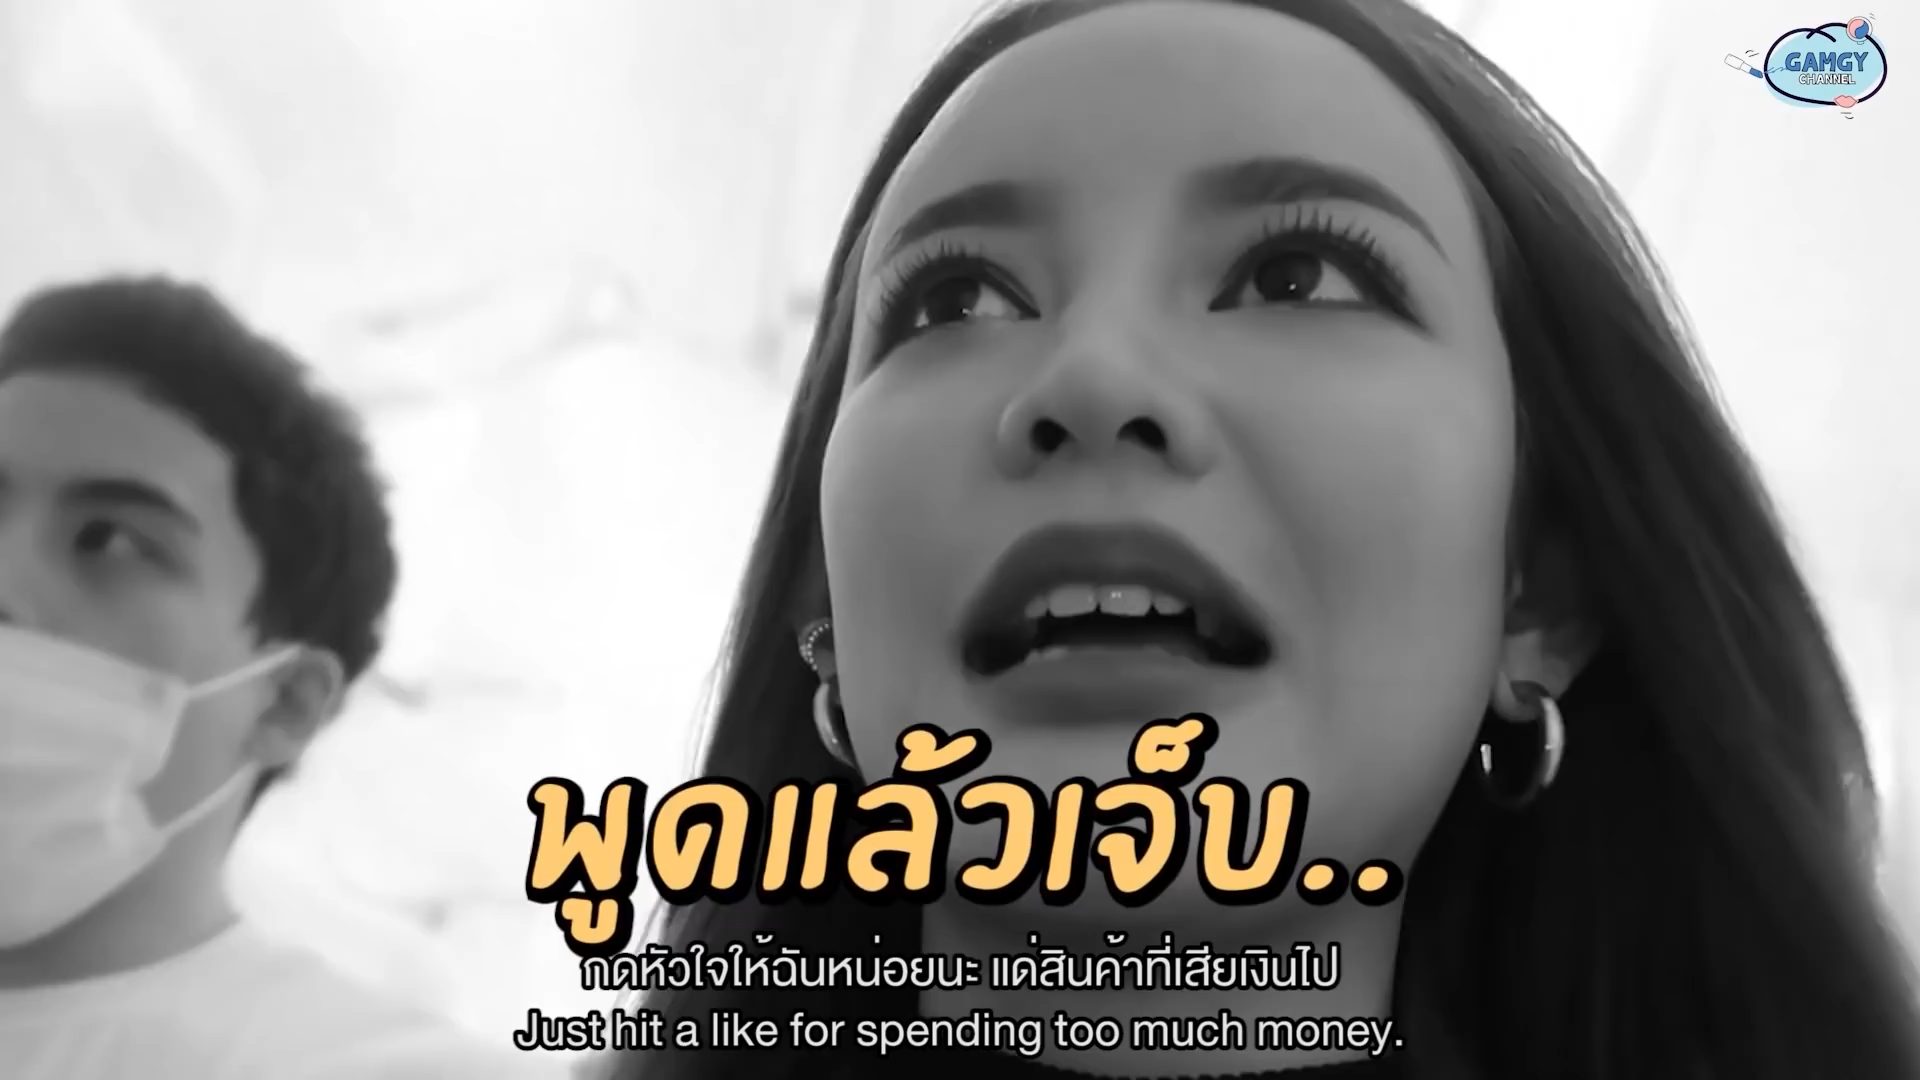 GAMGY
CHANNEL
พูดแล้วเจ็บ..
กดหัวใจให้ฉันหน่อยนะ แด่สินค้าที่เสียเงินไป
Just hit a like for spending too much money.